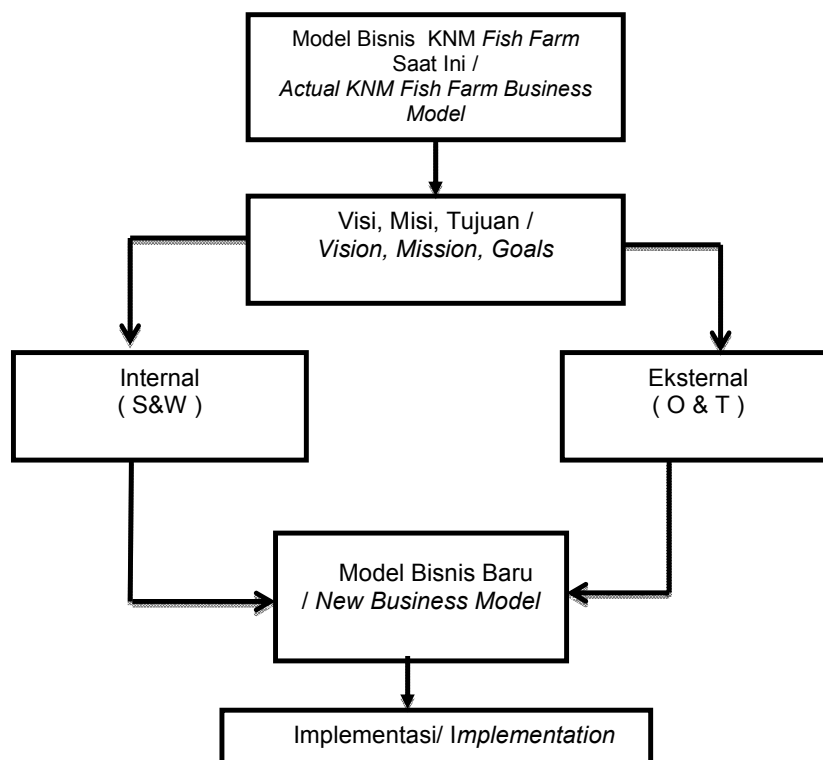 Model Bisnis KNM Fish Farm
Saat Ini /
Actual KNM Fish Farm Business
Model
Visi, Misi, Tujuan /
Vision, Mission, Goals
Internal
( S&W )
Eksternal
( O & T )
Model Bisnis Baru
/ New Business Model
Implementasi/ Implementation